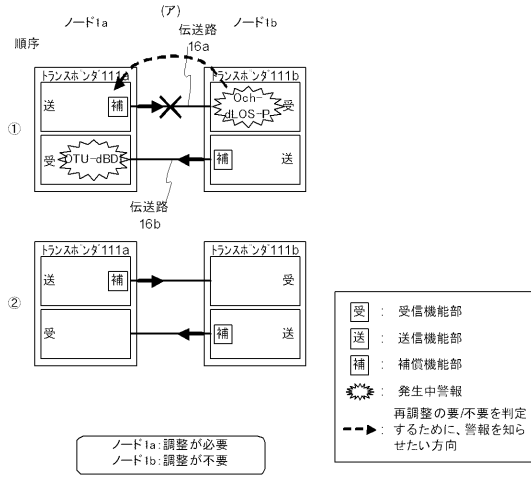 (ア)
ノード1a
ノード1b
順序
伝送路
16a
トランスポンダ111a
トランスポンダ111b
①
送
補
Och-
dLOS-P
受
受
OTU-dBDI
補
送
伝送路
16b
トランスポンダ111a
トランスポンダ111b
②
送
補
受
受
補
送
受 : 受信機能部
送 : 送信機能部
補 : 補償機能部
: 発生中警報
: 再調整の要/不要を判定
するために、警報を知ら
せたい方向
ノード1a:調整が必要
ノード1b:調整が不要